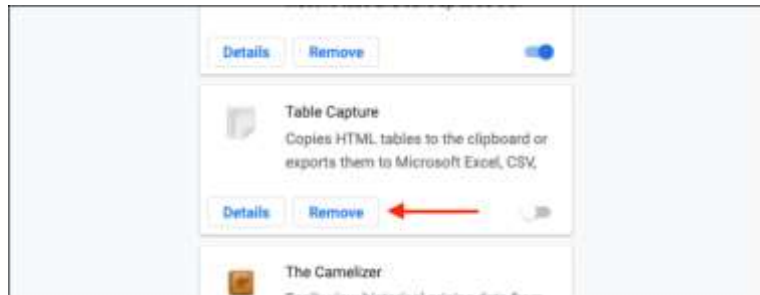 Details Remove
Table Capture
Copies HTML tables to the clipboard or
exports them to Microsoft Excel, CSV,
Details Remove
The Camelizer